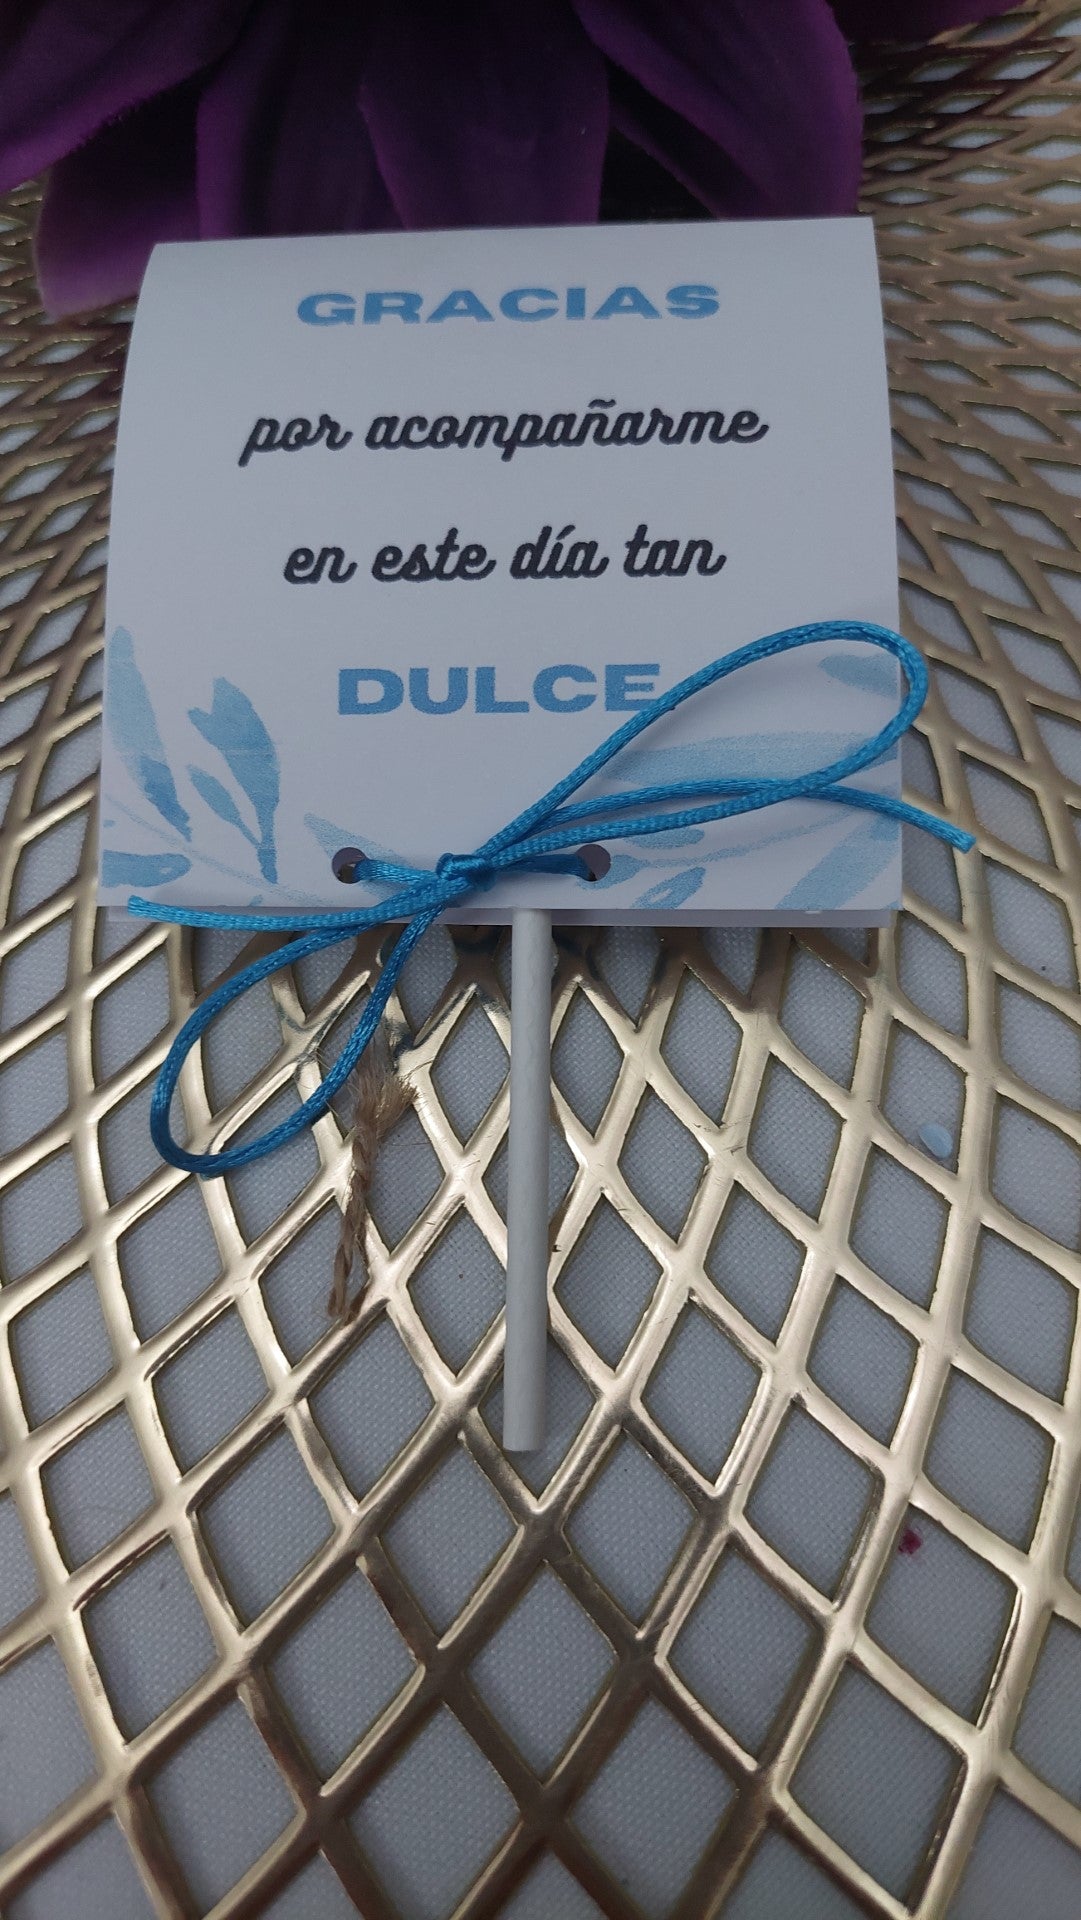 GRACIAS
por acompañarme
en este día tan
DULCE